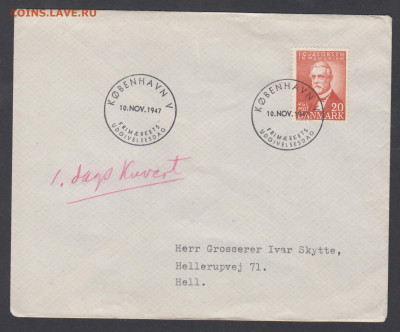 COINS.LAVE.RU
KØBENHAVN V
10.NOV.1947
FRIMÆRKETS
UDGIVELSESDAG
KØBENHAVN V
10.NOV.1947
FRIMÆRKETS
UDGIVELSESDAG
20
DANMARK
1. dags Kuvert
Herr Grosserer Ivar Skytte,
Hellerupvej 71.
Hell.